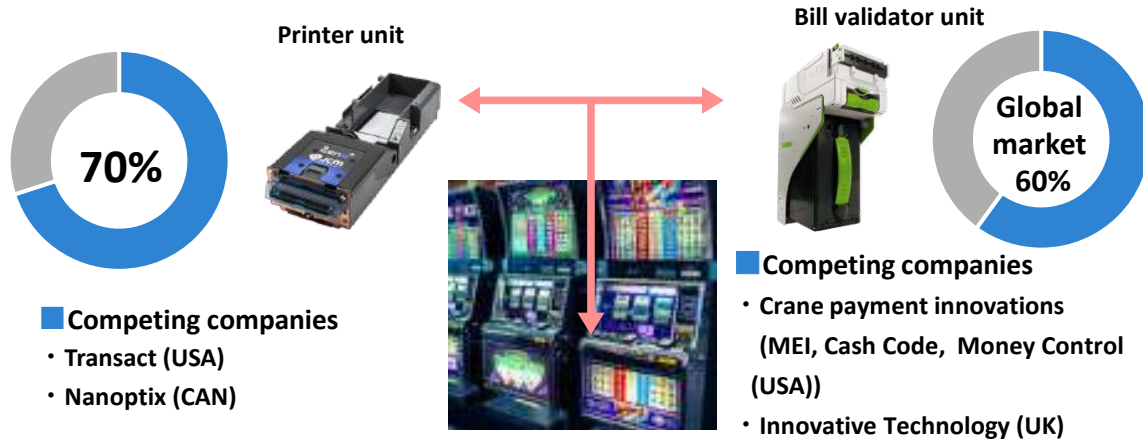 Printer unit
70%
JCM
■Competing companies
・Transact (USA)
・Nanoptix (CAN)
Bill validator unit
Global
market
60%
■Competing companies
・Crane payment innovations
(MEI, Cash Code, Money Control
(USA))
・Innovative Technology (UK)